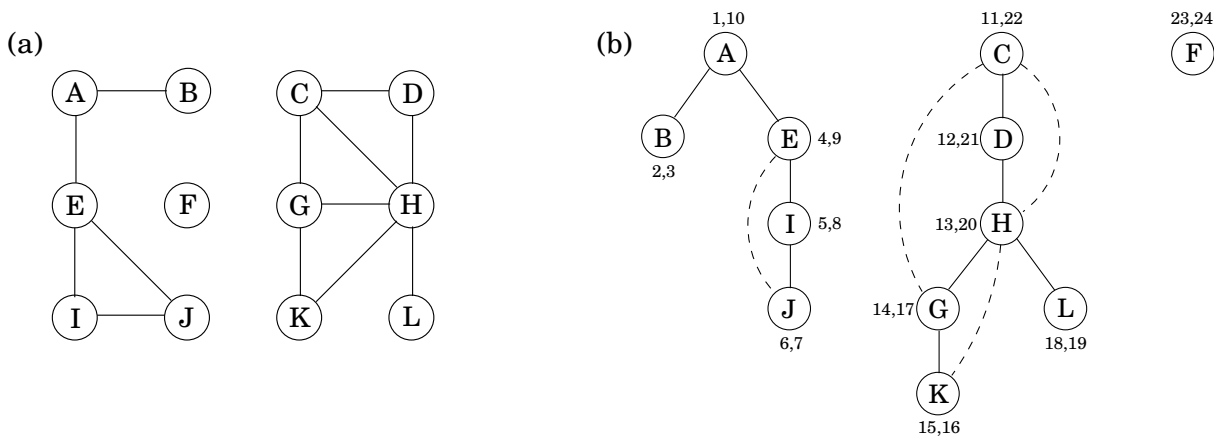 (a)
A B C D
E F G H
I J K L
(b)
1,10 11,22 23,24
A C F
B E 4,9 12,21 D
2,3
I 5,8 13,20 H
J 14,17 G L
6,7 18,19
K
15,16